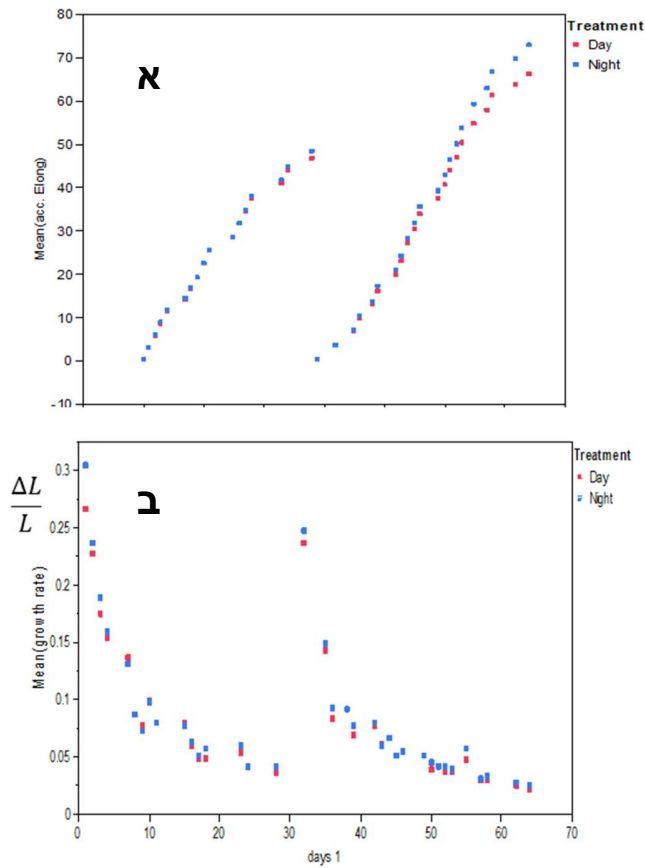 80
70
60
50
40
30
20
10
0
-10
Mean(acc. Elong)
א
Treatment
Day
Night
ΔL
L
0.3
0.25
0.2
0.15
0.1
0.05
0
Mean(growth rate)
ב
Treatment
Day
Night
0 10 20 30 40 50 60 70
days 1